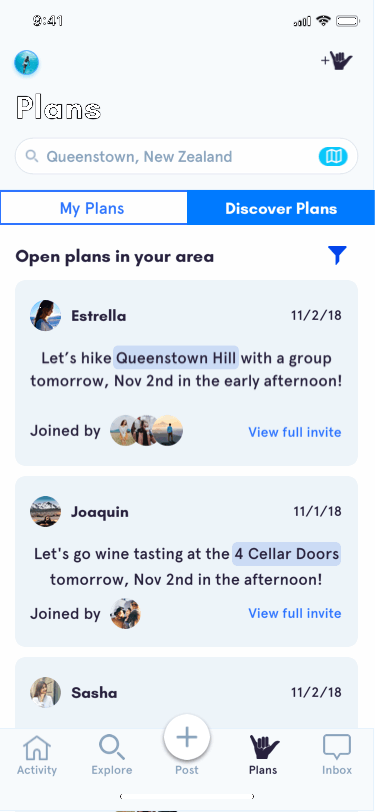 9:41
+
Plans
Queenstown, New Zealand
My Plans
Discover Plans
Open plans in your area
Estrella
11/2/18
Let’s hike Queenstown Hill with a group
tomorrow, Nov 2nd in the early afternoon!
Joined by
View full invite
Joaquin
11/1/18
Let's go wine tasting at the 4 Cellar Doors
tomorrow, Nov 2nd in the afternoon!
Joined by
View full invite
Sasha
11/2/18
Activity
Explore
Post
Plans
Inbox